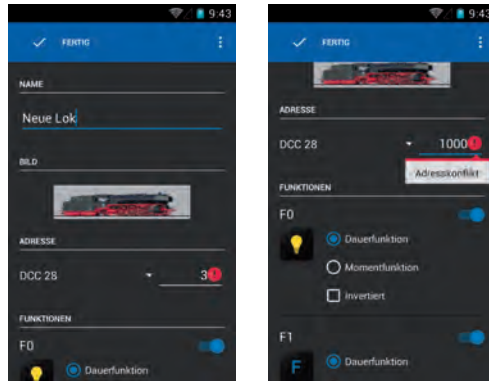 9:43
FERTIG
NAME
Neue Lok
BILD
ADRESSE
DCC 28
3
FUNKTIONEN
F0
Dauerfunktion
9:43
FERTIG
ADRESSE
DCC 28
1000
Adresskonflikt
FUNKTIONEN
F0
Dauerfunktion
Momentfunktion
Invertiert
F1
F
Dauerfunktion